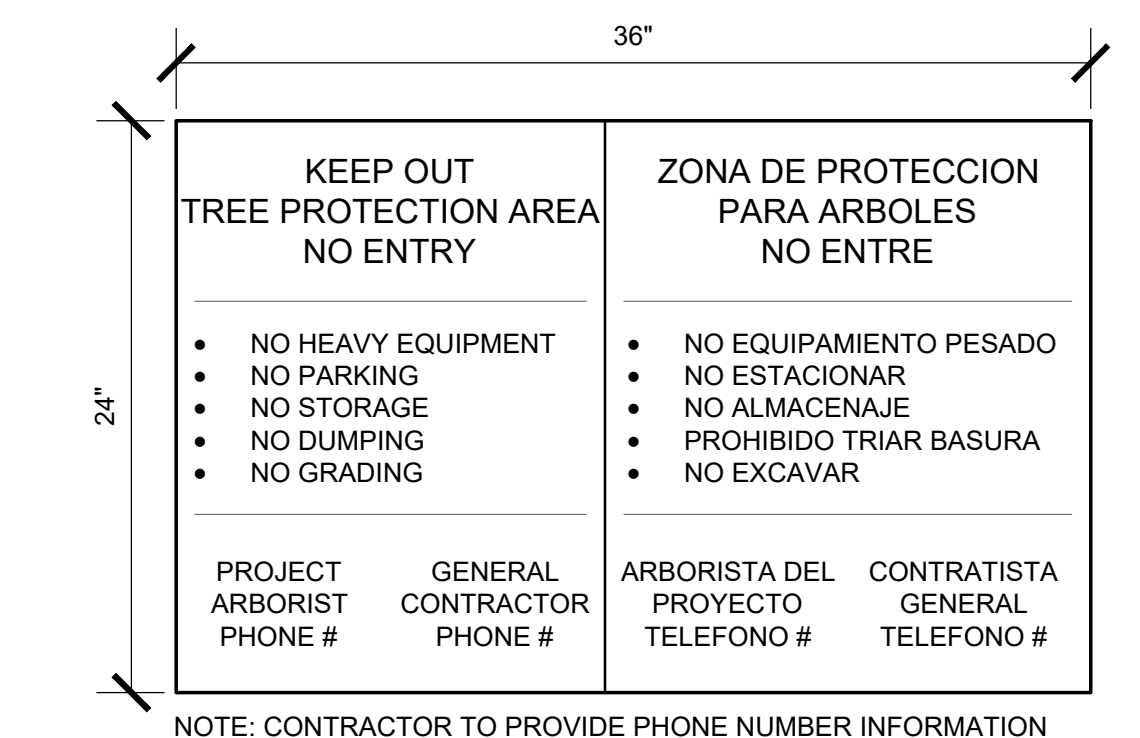 36"
24"
KEEP OUT
TREE PROTECTION AREA
NO ENTRY
• NO HEAVY EQUIPMENT
• NO PARKING
• NO STORAGE
• NO DUMPING
• NO GRADING
PROJECT
ARBORIST
PHONE #
GENERAL
CONTRACTOR
PHONE #
ZONA DE PROTECCION
PARA ARBOLES
NO ENTRE
• NO EQUIPAMIENTO PESADO
• NO ESTACIONAR
• NO ALMACENAJE
• PROHIBIDO TRIAR BASURA
• NO EXCAVAR
ARBORISTA DEL
PROYECTO
TELEFONO #
CONTRATISTA
GENERAL
TELEFONO #
NOTE: CONTRACTOR TO PROVIDE PHONE NUMBER INFORMATION